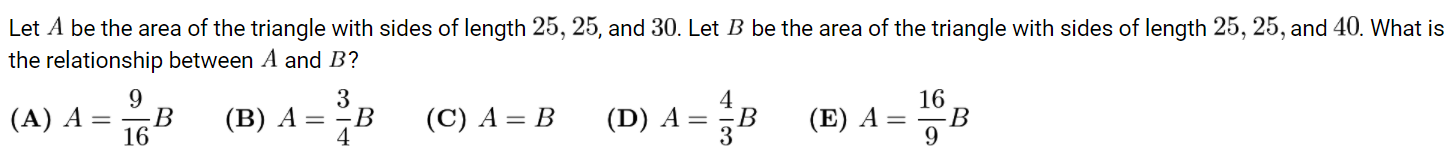 Let A be the area of the triangle with sides of length 25, 25, and 30. Let B be the area of the triangle with sides of length 25, 25, and 40. What is
the relationship between A and B?
(A) A = 9/16 B (B) A = 3/4 B (C) A = B (D) A = 4/3 B (E) A = 16/9 B